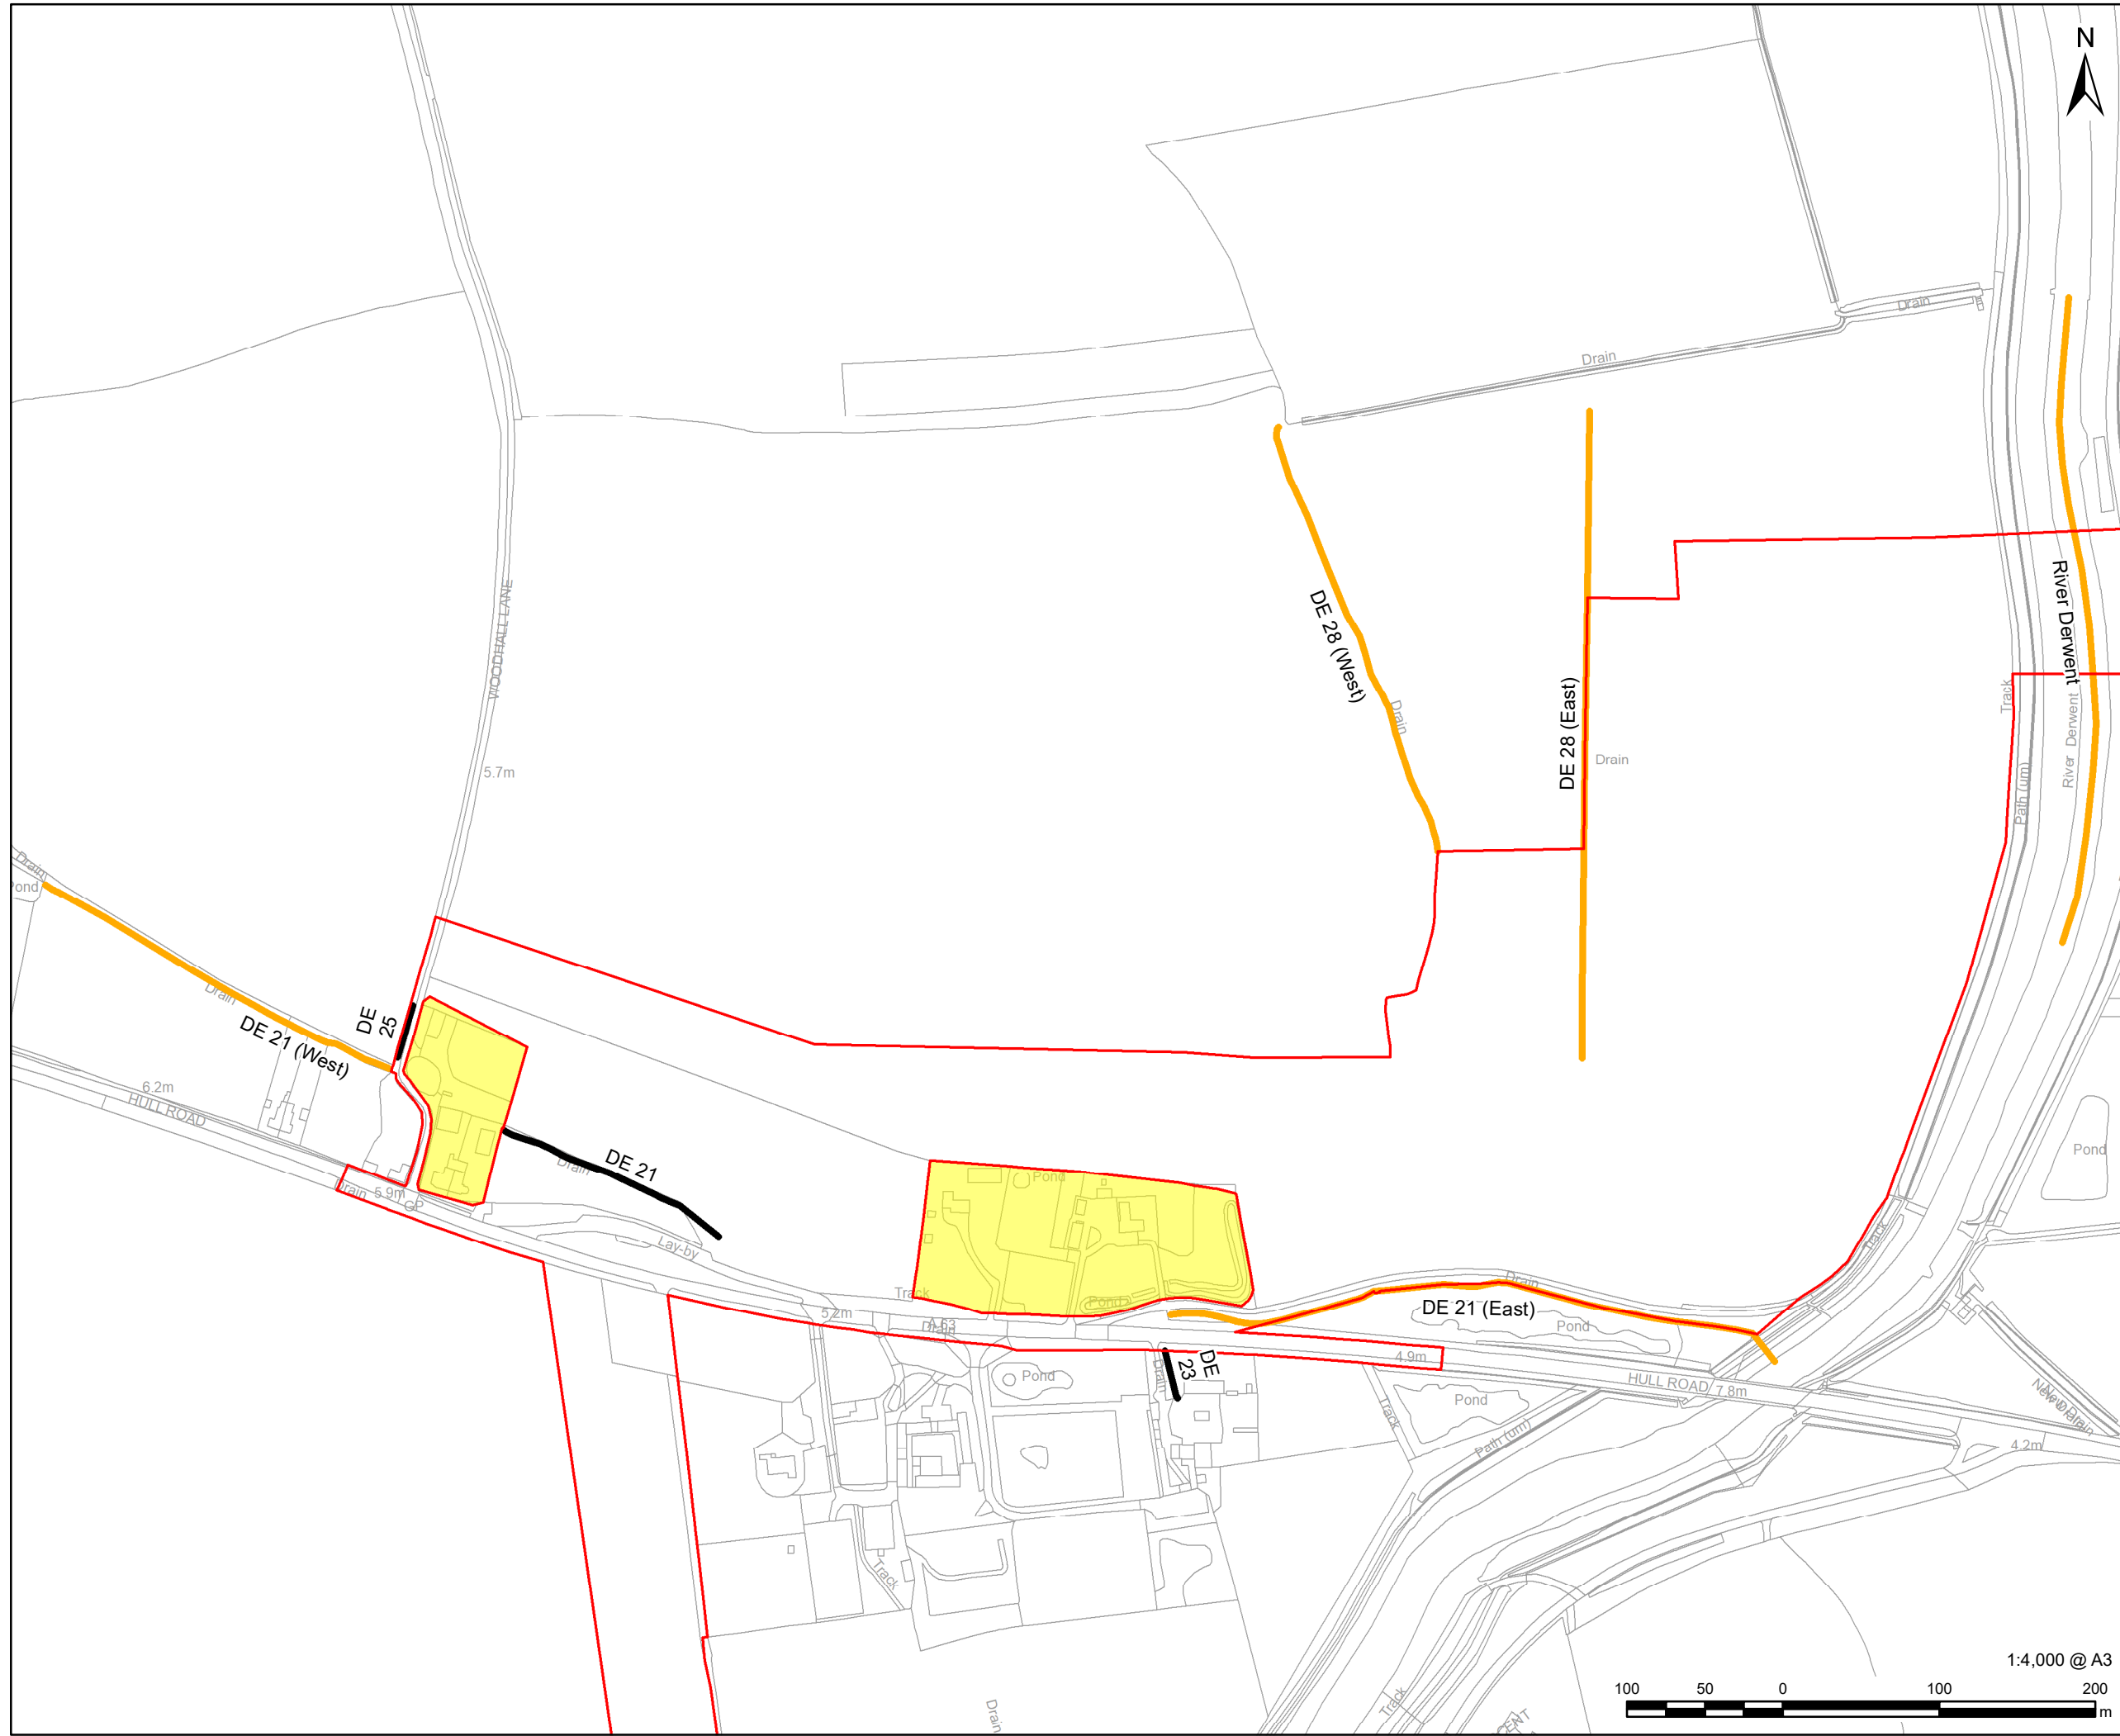 N
Drain
Drain
WOODHALL LANE
5.7m
DE 28 (West)
Drain
DE 28 (East)
Drain
River Derwent
River Derwent
Track
Path (um)
Drain
Drain
DE 21 (West)
DE
25
6.2m
HULL ROAD
Drain
5.9m
GP
DE 21
Drain
Lay-by
Pond
Pond
Track
5.2m
A 63
Drain
Drain
DE 21 (East)
Pond
Track
Pond
4.9m
HULL ROAD
7.8m
DE
23
Drain
Pond
Pond
Track
Path (um)
New Drain
4.2m
Track
Drain
Track
1:4,000 @ A3
100 50 0 100 200
m